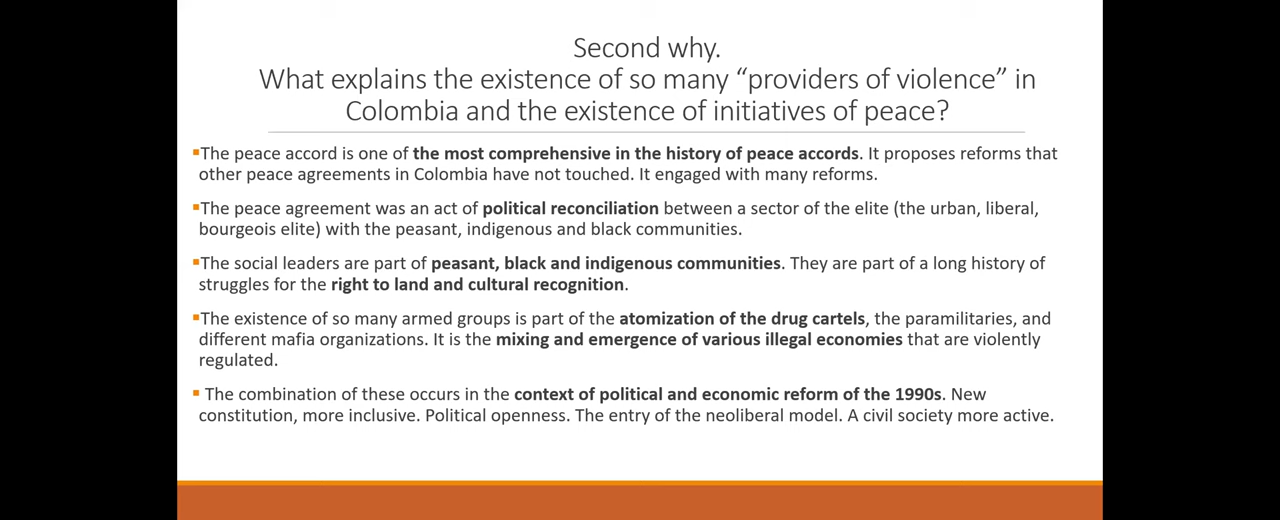 Second why.
What explains the existence of so many “providers of violence” in
Colombia and the existence of initiatives of peace?
▪The peace accord is one of the most comprehensive in the history of peace accords. It proposes reforms that
other peace agreements in Colombia have not touched. It engaged with many reforms.
▪The peace agreement was an act of political reconciliation between a sector of the elite (the urban, liberal,
bourgeois elite) with the peasant, indigenous and black communities.
▪The social leaders are part of peasant, black and indigenous communities. They are part of a long history of
struggles for the right to land and cultural recognition.
▪The existence of so many armed groups is part of the atomization of the drug cartels, the paramilitaries, and
different mafia organizations. It is the mixing and emergence of various illegal economies that are violently
regulated.
▪ The combination of these occurs in the context of political and economic reform of the 1990s. New
constitution, more inclusive. Political openness. The entry of the neoliberal model. A civil society more active.